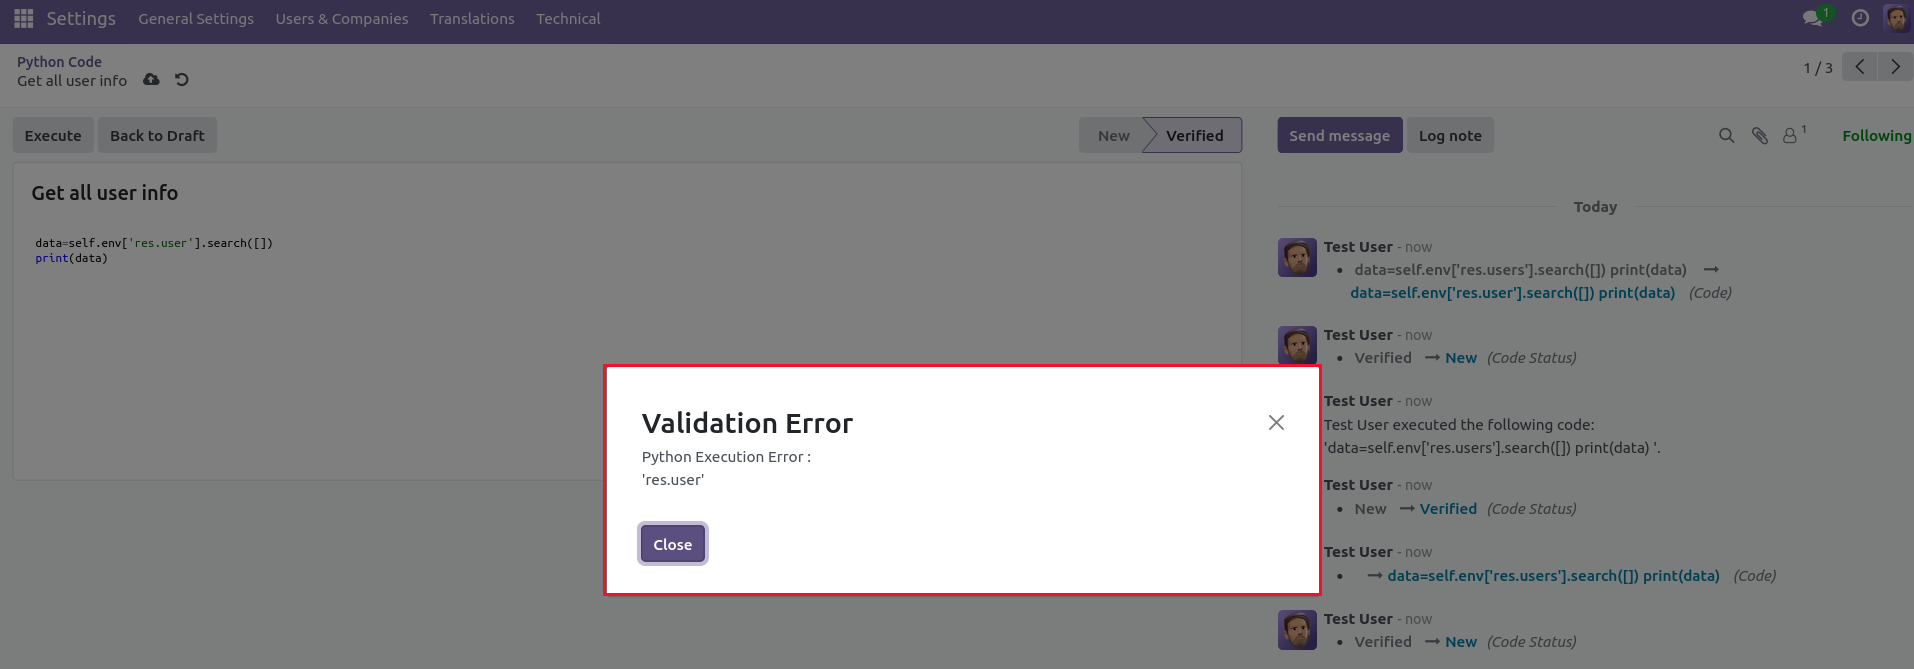 Settings General Settings Users & Companies Translations Technical 1
Python Code
Get all user info
1 / 3
Execute Back to Draft New Verified Send message Log note 1 Following
Get all user info
data=self.env['res.user'].search([])
print(data)
Today
Test User - now
data=self.env['res.users'].search([]) print(data) →
data=self.env['res.user'].search([]) print(data) (Code)
Test User - now
Verified → New (Code Status)
Test User - now
Test User executed the following code:
'data=self.env['res.users'].search([]) print(data) '.
Test User - now
New → Verified (Code Status)
Test User - now
→ data=self.env['res.users'].search([]) print(data) (Code)
Test User - now
Verified → New (Code Status)
Validation Error
Python Execution Error :
'res.user'
Close